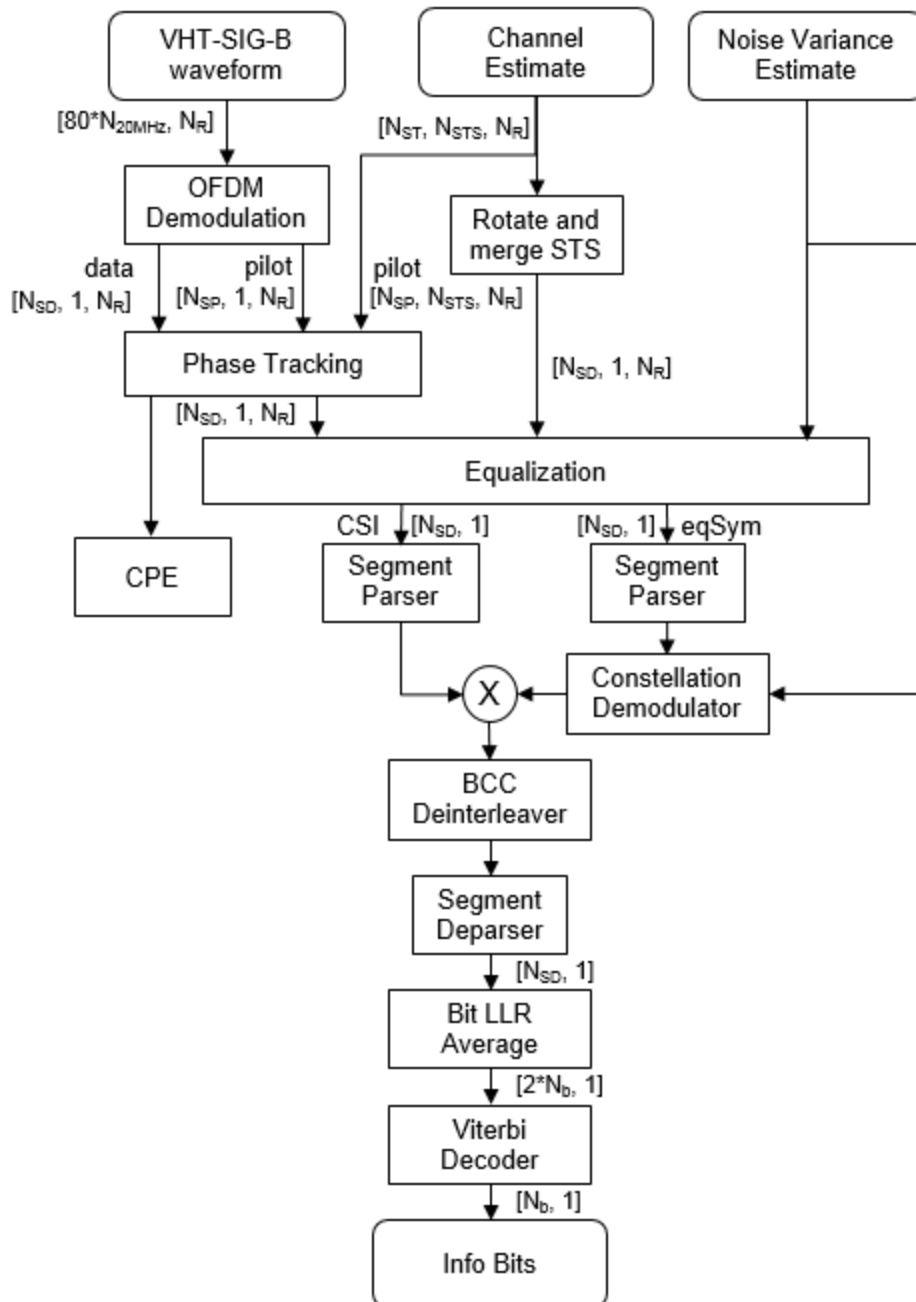 VHT-SIG-B
waveform
Channel
Estimate
Noise Variance
Estimate
[80*N20MHz, NR]
[NST, NSTS, NR]
OFDM
Demodulation
Rotate and
merge STS
data
pilot
pilot
[NSD, 1, NR]
[NSP, 1, NR]
[NSP, NSTS, NR]
Phase Tracking
[NSD, 1, NR]
[NSD, 1, NR]
Equalization
CSI
[NSD, 1]
[NSD, 1]
eqSym
CPE
Segment
Parser
Segment
Parser
X
Constellation
Demodulator
BCC
Deinterleaver
Segment
Deparser
[NSD, 1]
Bit LLR
Average
[2*Nb, 1]
Viterbi
Decoder
[Nb, 1]
Info Bits